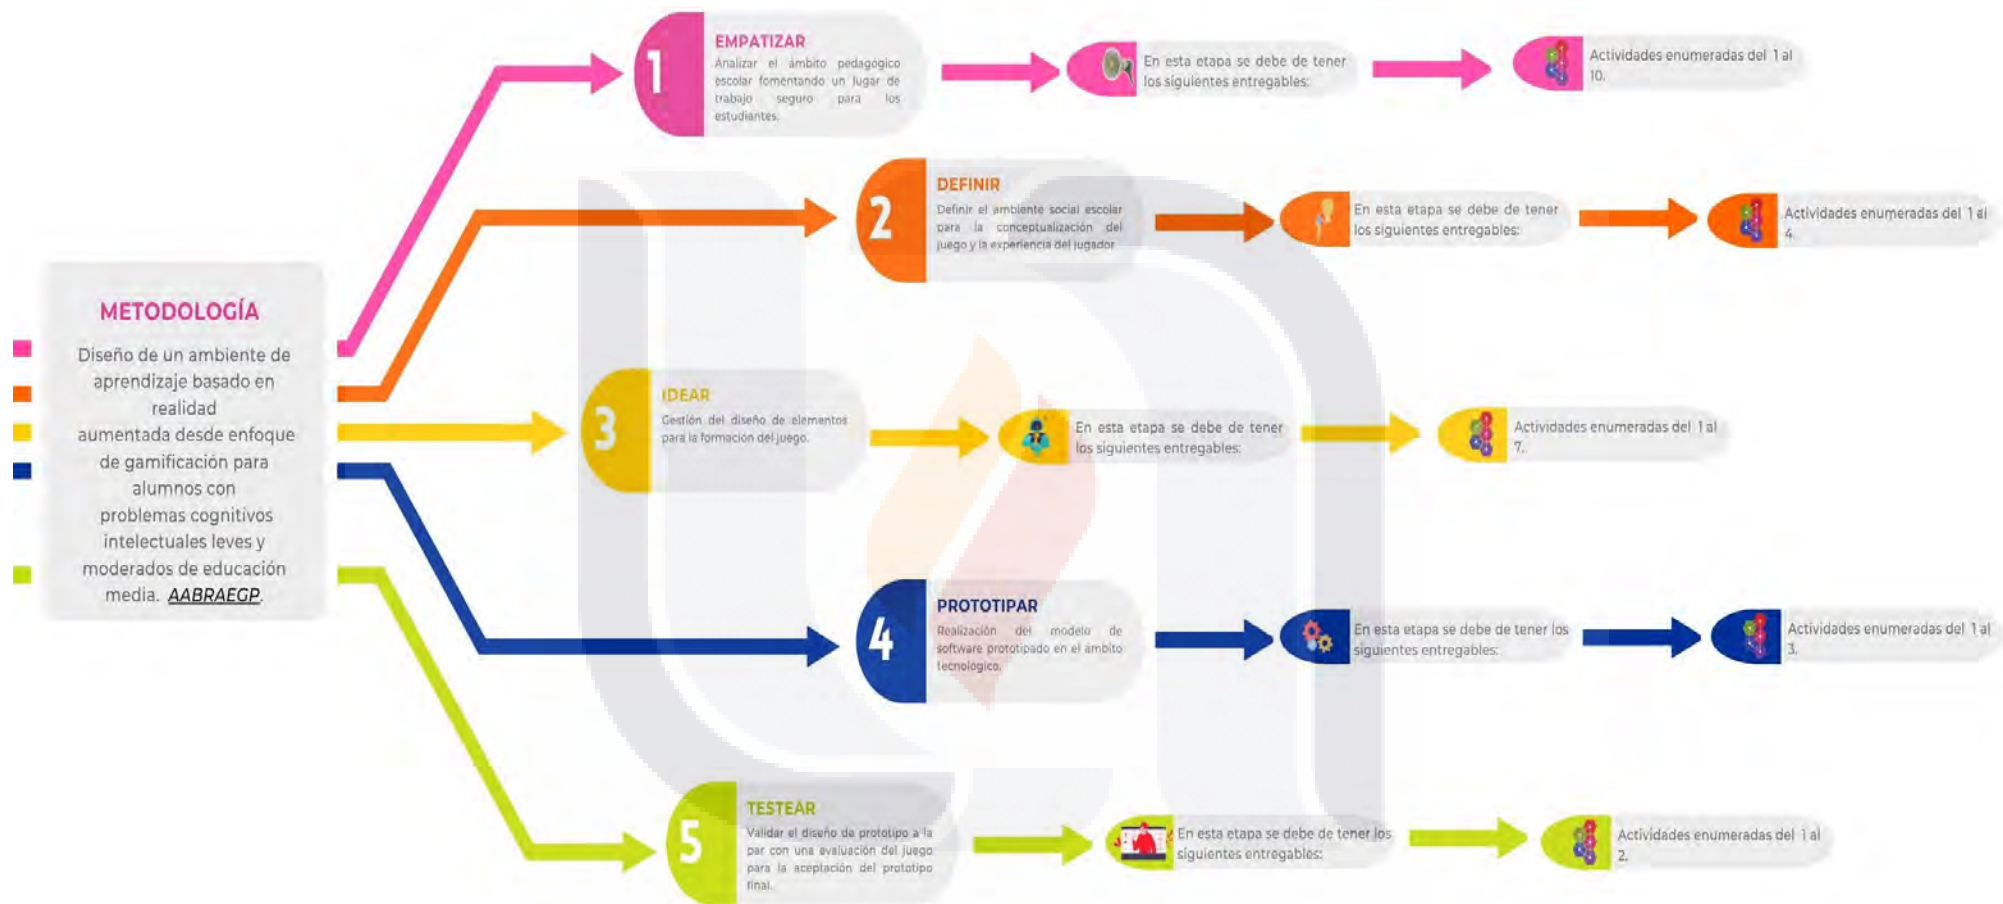 METODOLOGÍA
Diseño de un ambiente de
aprendizaje basado en
realidad
aumentada desde enfoque
de gamificación para
alumnos con
problemas cognitivos
intelectuales leves y
moderados de educación
media. AABRAEGP.
1
EMPATIZAR
Analizar el ámbito pedagógico
escolar fomentando un lugar de
trabajo seguro para los
estudiantes.
En esta etapa se debe de tener
los siguientes entregables:
Actividades enumeradas del 1 al
10.
2
DEFINIR
Definir el ambiente social escolar
para la conceptualización del
juego y la experiencia del jugador
En esta etapa se debe de tener
los siguientes entregables:
Actividades enumeradas del 1 al
4.
3
IDEAR
Gestión del diseño de elementos
para la formación del juego.
En esta etapa se debe de tener
los siguientes entregables:
Actividades enumeradas del 1 al
7.
4
PROTOTIPAR
Realización del modelo de
software prototipado en el ámbito
tecnológico.
En esta etapa se debe de tener los
siguientes entregables:
Actividades enumeradas del 1 al
3.
5
TESTEAR
Validar el diseño de prototipo a la
par con una evaluación del juego
para la aceptación del prototipo
final.
En esta etapa se debe de tener los
siguientes entregables:
Actividades enumeradas del 1 al
2.